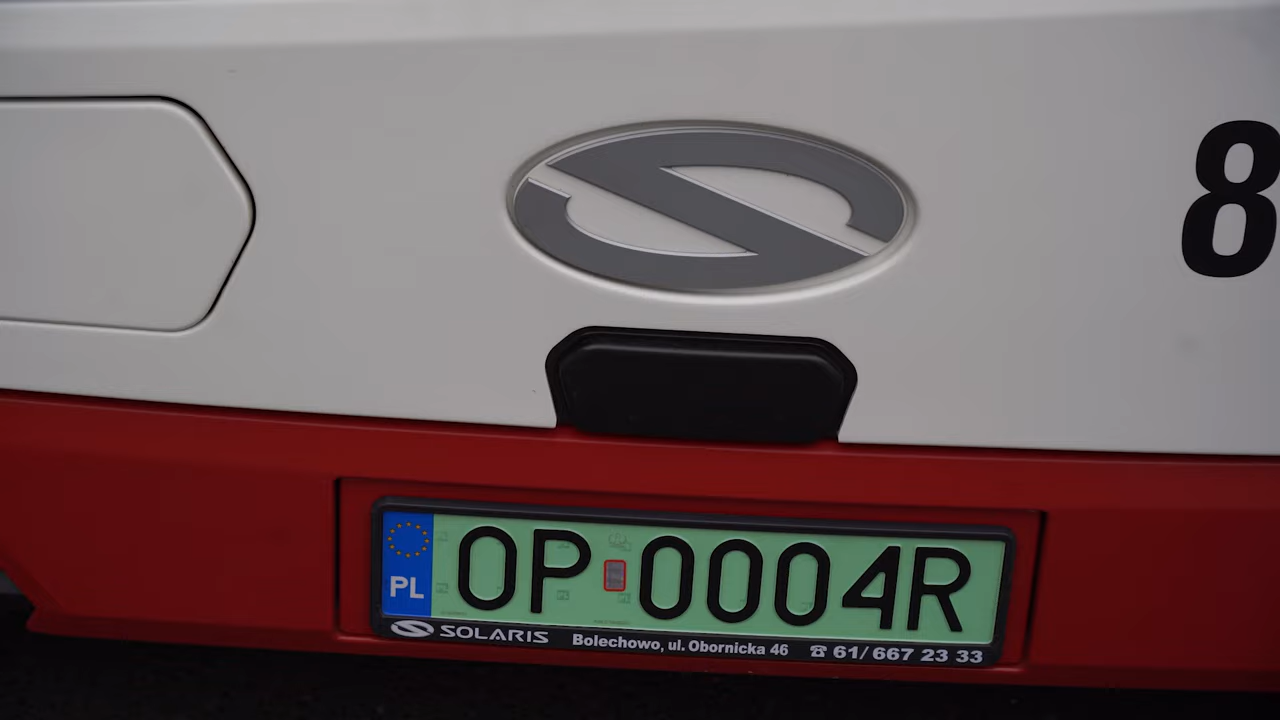 8
PL OP 0004R
SOLARIS Bolechowo, ul. Obornicka 46 ☎ 61/667 23 33